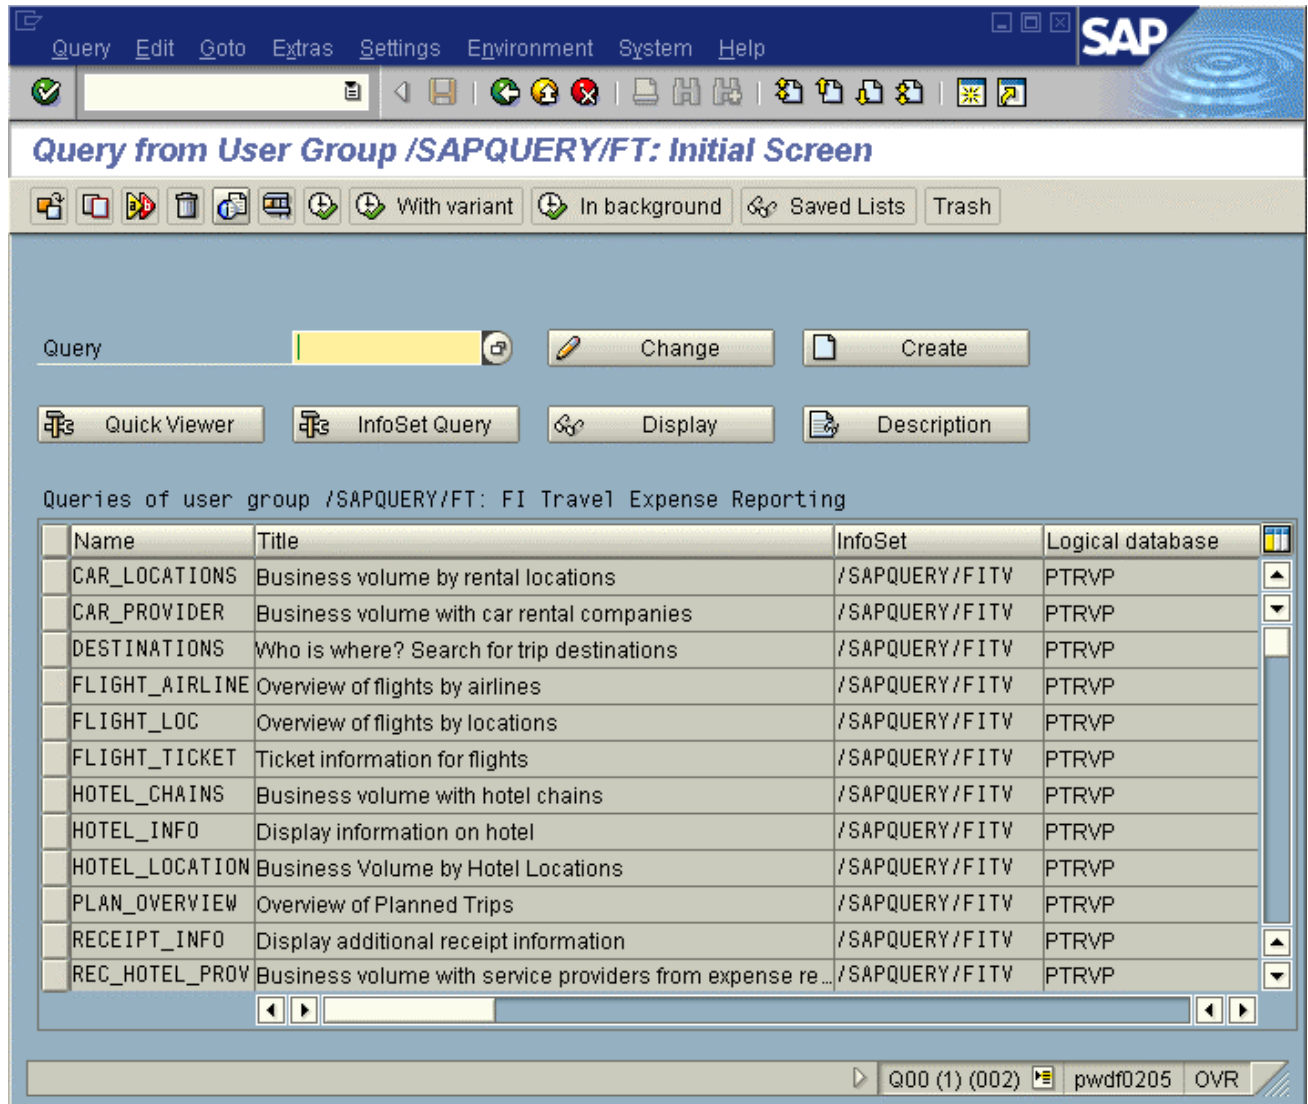 Query Edit Goto Extras Settings Environment System Help
SAP
Query from User Group /SAPQUERY/FT: Initial Screen
With variant In background Saved Lists Trash
Query Change Create
Quick Viewer InfoSet Query Display Description
Queries of user group /SAPQUERY/FT: FI Travel Expense Reporting
Name Title InfoSet Logical database
CAR_LOCATIONS Business volume by rental locations /SAPQUERY/FITV PTRVP
CAR_PROVIDER Business volume with car rental companies /SAPQUERY/FITV PTRVP
DESTINATIONS Who is where? Search for trip destinations /SAPQUERY/FITV PTRVP
FLIGHT_AIRLINE Overview of flights by airlines /SAPQUERY/FITV PTRVP
FLIGHT_LOC Overview of flights by locations /SAPQUERY/FITV PTRVP
FLIGHT_TICKET Ticket information for flights /SAPQUERY/FITV PTRVP
HOTEL_CHAINS Business volume with hotel chains /SAPQUERY/FITV PTRVP
HOTEL_INFO Display information on hotel /SAPQUERY/FITV PTRVP
HOTEL_LOCATION Business Volume by Hotel Locations /SAPQUERY/FITV PTRVP
PLAN_OVERVIEW Overview of Planned Trips /SAPQUERY/FITV PTRVP
RECEIPT_INFO Display additional receipt information /SAPQUERY/FITV PTRVP
REC_HOTEL_PROV Business volume with service providers from expense re... /SAPQUERY/FITV PTRVP
Q00 (1) (002) pwdf0205 OVR